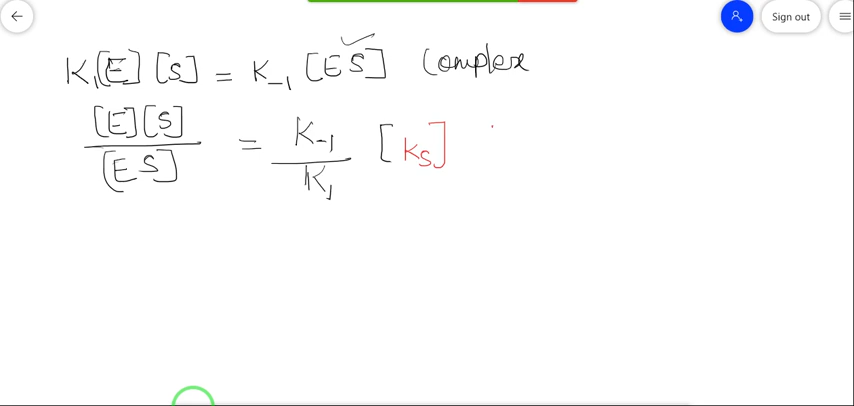 Sign out
K₁[E] [S] = K₋₁ [ES] Complex
[E][S] / [ES] = K₋₁ / K₁ [Ks]